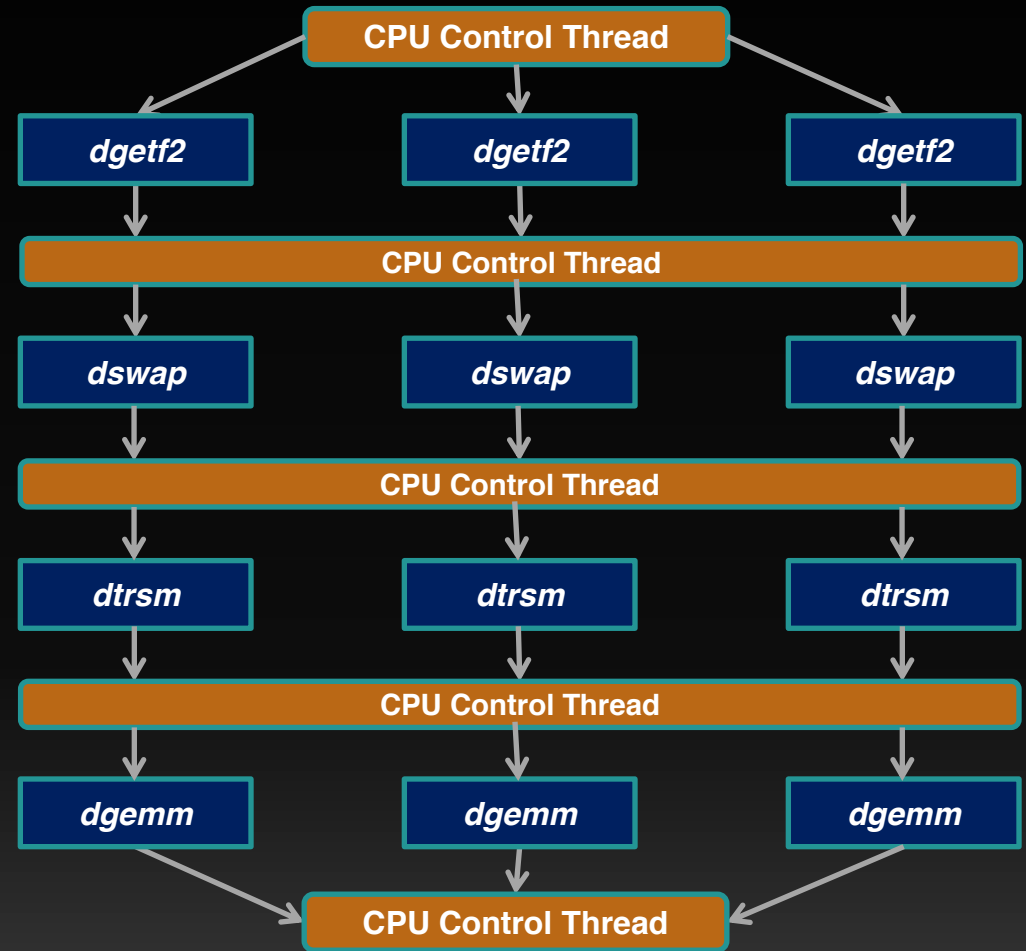 CPU Control Thread
dgetf2
dgetf2
dgetf2
CPU Control Thread
dswap
dswap
dswap
CPU Control Thread
dtrsm
dtrsm
dtrsm
CPU Control Thread
dgemm
dgemm
dgemm
CPU Control Thread